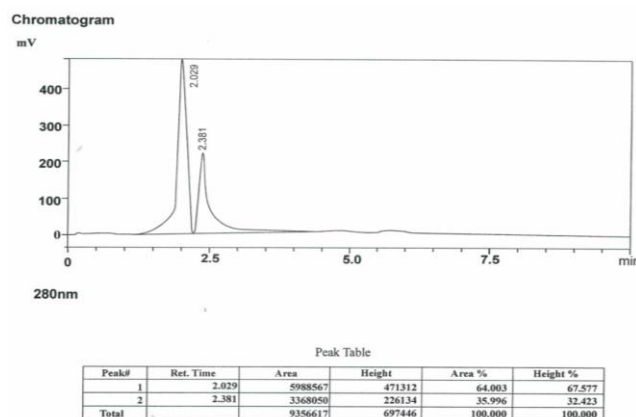 Chromatogram
mV
2.029
2.381
400
300
200
100
0
0 2.5 5.0 7.5 min
280nm
Peak Table
Peak# Ret. Time Area Height Area % Height %
1 2.029 5988567 471312 64.003 67.577
2 2.381 3368050 226134 35.996 32.423
Total 9356617 697446 100.000 100.000